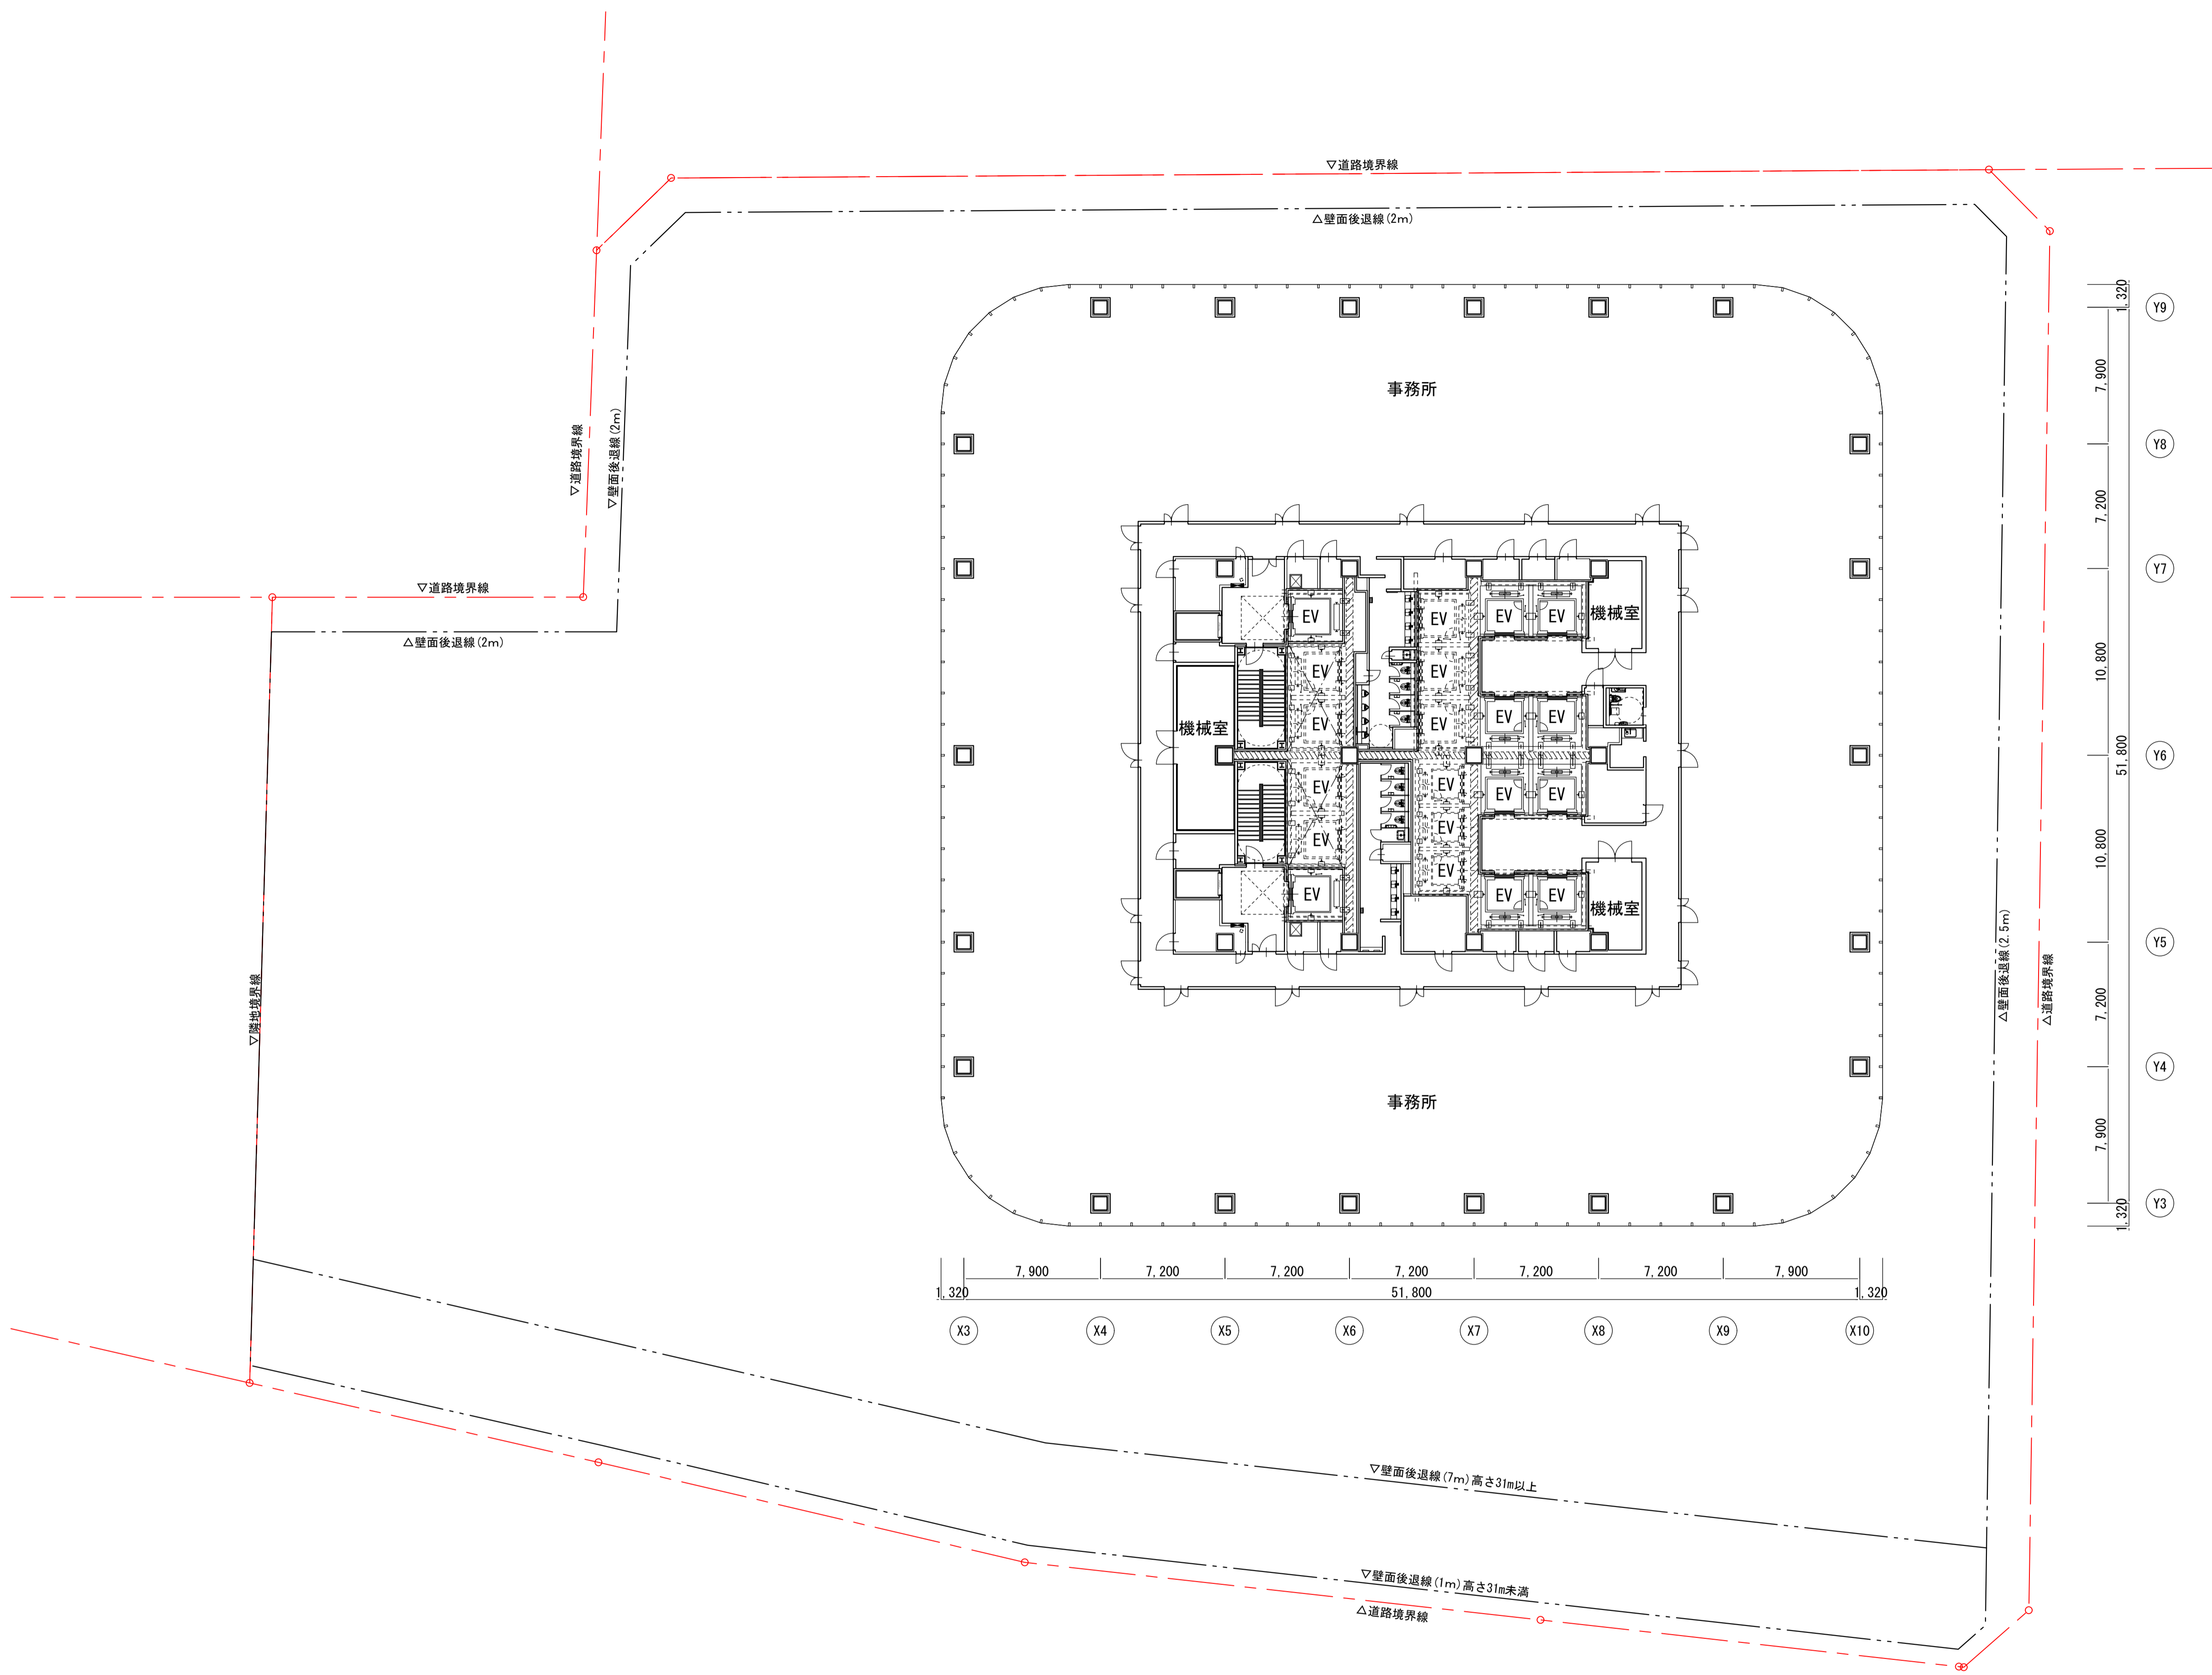 ▽道路境界線
△壁面後退線(2m)
▽道路境界線
▽壁面後退線(2m)
▽道路境界線
△壁面後退線(2m)
▽隣地境界線
事務所
EV
EV
EV
EV
機械室
EV
EV
EV
EV
EV
機械室
EV
EV
EV
EV
EV
EV
EV
EV
EV
EV
EV
機械室
事務所
△壁面後退線(2.5m)
△道路境界線
1,320
Y9
7,900
Y8
7,200
Y7
10,800
51,800
Y6
10,800
Y5
7,200
Y4
7,900
1,320
Y3
7,900
7,200
7,200
7,200
7,200
7,200
7,900
1,320
51,800
1,320
X3
X4
X5
X6
X7
X8
X9
X10
▽壁面後退線(7m)高さ31m以上
▽壁面後退線(1m)高さ31m未満
△道路境界線